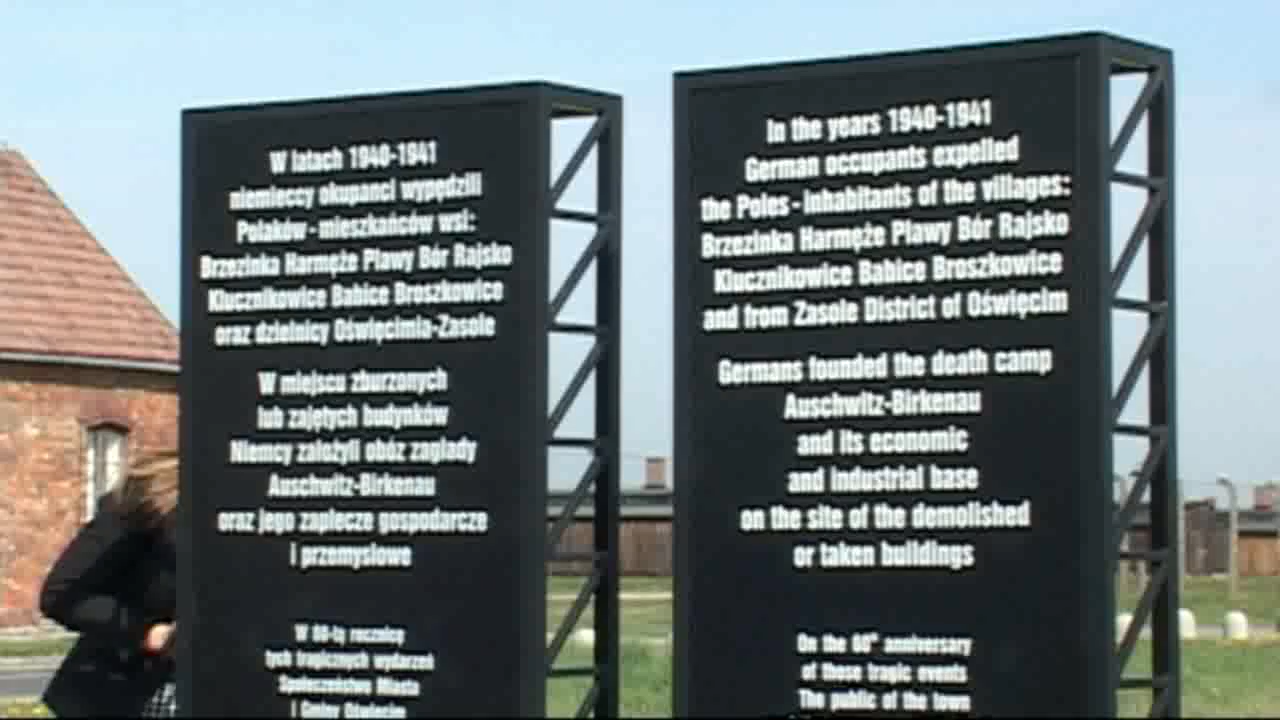 W latach 1940-1941
niemieccy okupanci wypędzili
Polaków - mieszkańców wsi:
Brzezinka Harmęże Pławy Bór Rajsko
Klucznikowice Babice Broszkowice
oraz dzielnicy Oświęcimia-Zasole
W miejscu zburzonych
lub zajętych budynków
Niemcy założyli obóz zagłady
Auschwitz-Birkenau
oraz jego zaplecze gospodarcze
i przemysłowe
W 60-tą rocznicę
tych tragicznych wydarzeń
Społeczeństwo Miasta
i Gminy Oświęcim
In the years 1940-1941
German occupants expelled
the Poles - inhabitants of the villages:
Brzezinka Harmęże Pławy Bór Rajsko
Klucznikowice Babice Broszkowice
and from Zasole District of Oświęcim
Germans founded the death camp
Auschwitz-Birkenau
and its economic
and industrial base
on the site of the demolished
or taken buildings
On the 60th anniversary
of those tragic events
The public of the town